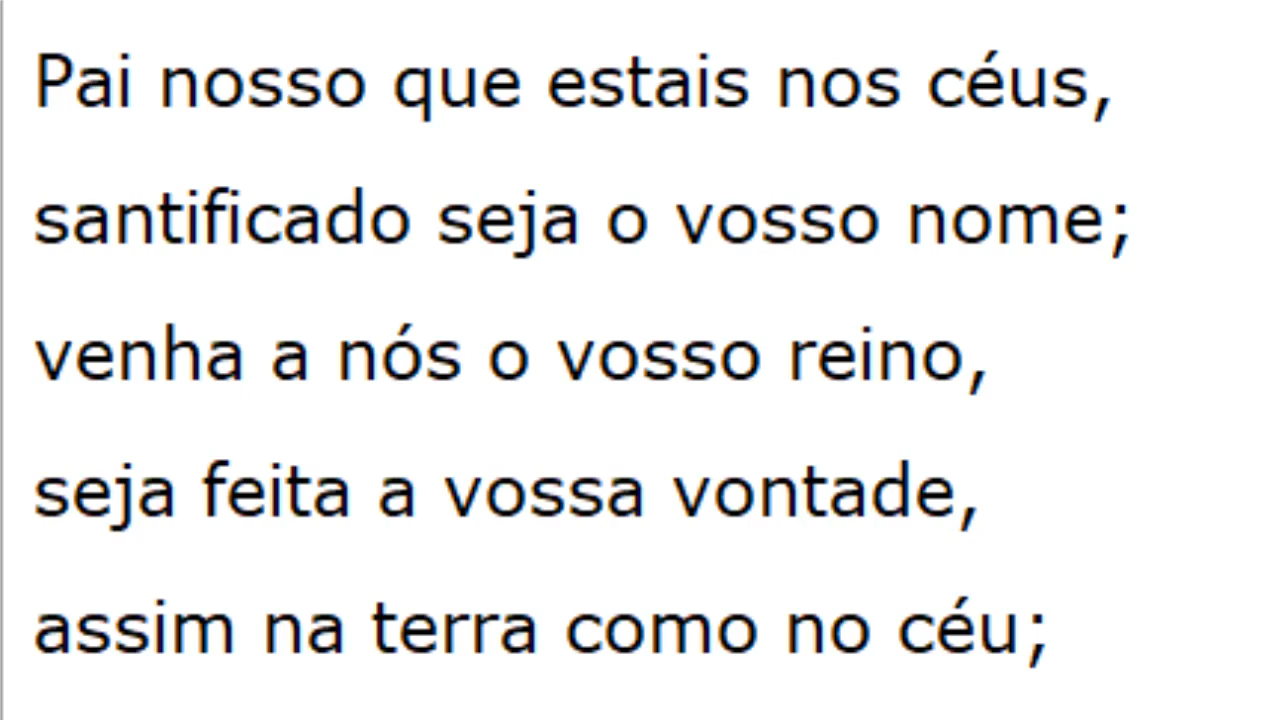 Pai nosso que estais nos céus,
santificado seja o vosso nome;
venha a nós o vosso reino,
seja feita a vossa vontade,
assim na terra como no céu;